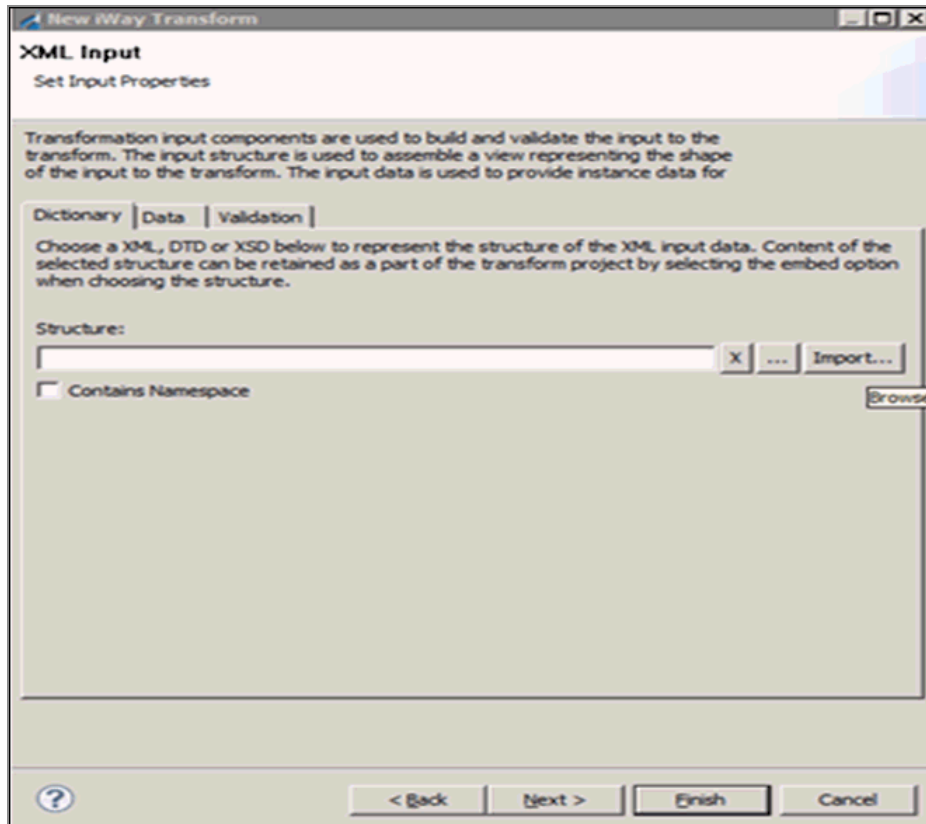 New iWay Transform
XML Input
Set Input Properties
Transformation input components are used to build and validate the input to the
transform. The input structure is used to assemble a view representing the shape
of the input to the transform. The input data is used to provide instance data for
Dictionary Data Validation
Choose a XML, DTD or XSD below to represent the structure of the XML input data. Content of the
selected structure can be retained as a part of the transform project by selecting the embed option
when choosing the structure.
Structure:
X ... Import...
Contains Namespace
Browse
? < Back Next > Finish Cancel